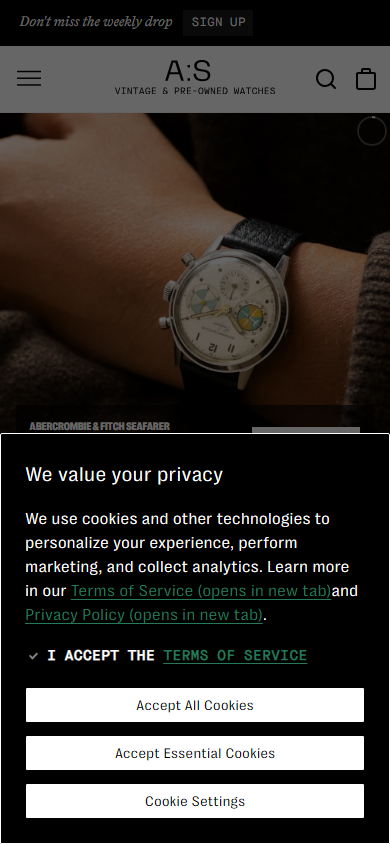 Don't miss the weekly drop SIGN UP
A:S
VINTAGE & PRE-OWNED WATCHES
ABERCROMBIE & FITCH SEAFARER
We value your privacy
We use cookies and other technologies to
personalize your experience, perform
marketing, and collect analytics. Learn more
in our Terms of Service (opens in new tab)and
Privacy Policy (opens in new tab).
I ACCEPT THE TERMS OF SERVICE
Accept All Cookies
Accept Essential Cookies
Cookie Settings